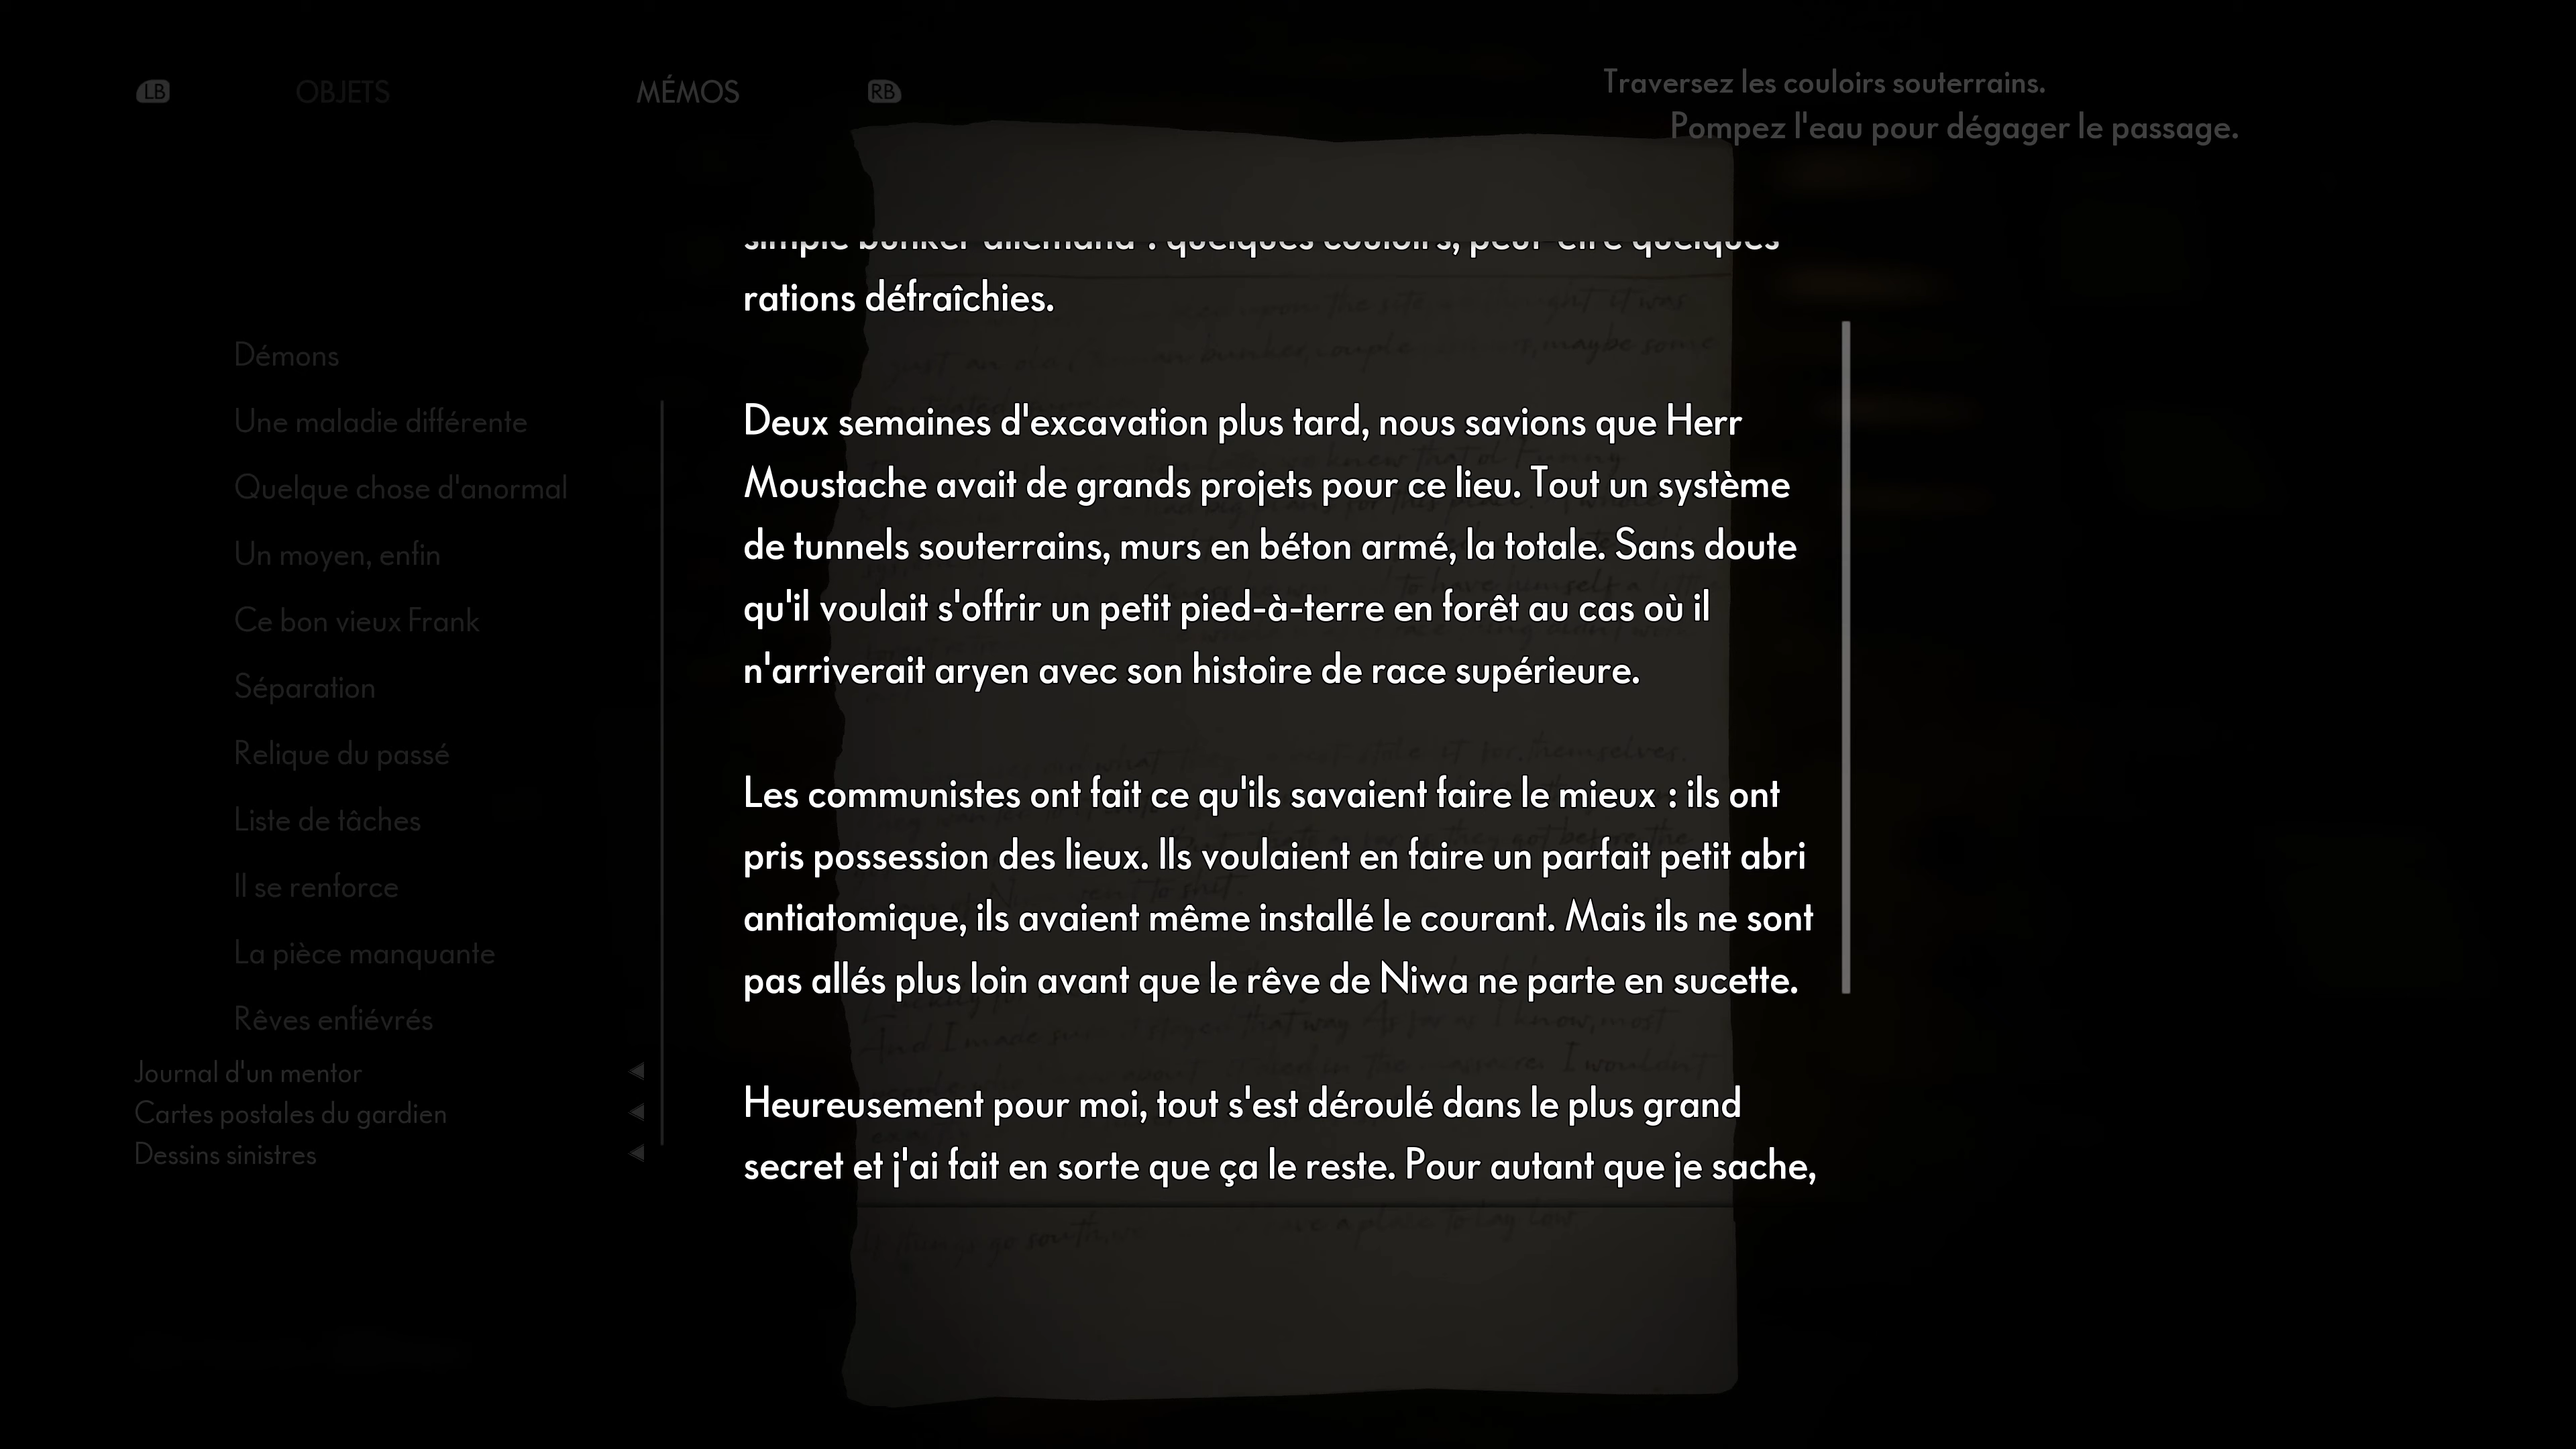 LB OBJETS MÉMOS RB
Traversez les couloirs souterrains.
Pompez l'eau pour dégager le passage.
Démons
Une maladie différente
Quelque chose d'anormal
Un moyen, enfin
Ce bon vieux Frank
Séparation
Relique du passé
Liste de tâches
Il se renforce
La pièce manquante
Rêves enfiévrés
Journal d'un mentor
Cartes postales du gardien
Dessins sinistres
simple bunker allemand : quelques couloirs, peut-être quelques
rations défraîchies.
Deux semaines d'excavation plus tard, nous savions que Herr
Moustache avait de grands projets pour ce lieu. Tout un système
de tunnels souterrains, murs en béton armé, la totale. Sans doute
qu'il voulait s'offrir un petit pied-à-terre en forêt au cas où il
n'arriverait aryen avec son histoire de race supérieure.
Les communistes ont fait ce qu'ils savaient faire le mieux : ils ont
pris possession des lieux. Ils voulaient en faire un parfait petit abri
antiatomique, ils avaient même installé le courant. Mais ils ne sont
pas allés plus loin avant que le rêve de Niwa ne parte en sucette.
Heureusement pour moi, tout s'est déroulé dans le plus grand
secret et j'ai fait en sorte que ça le reste. Pour autant que je sache,